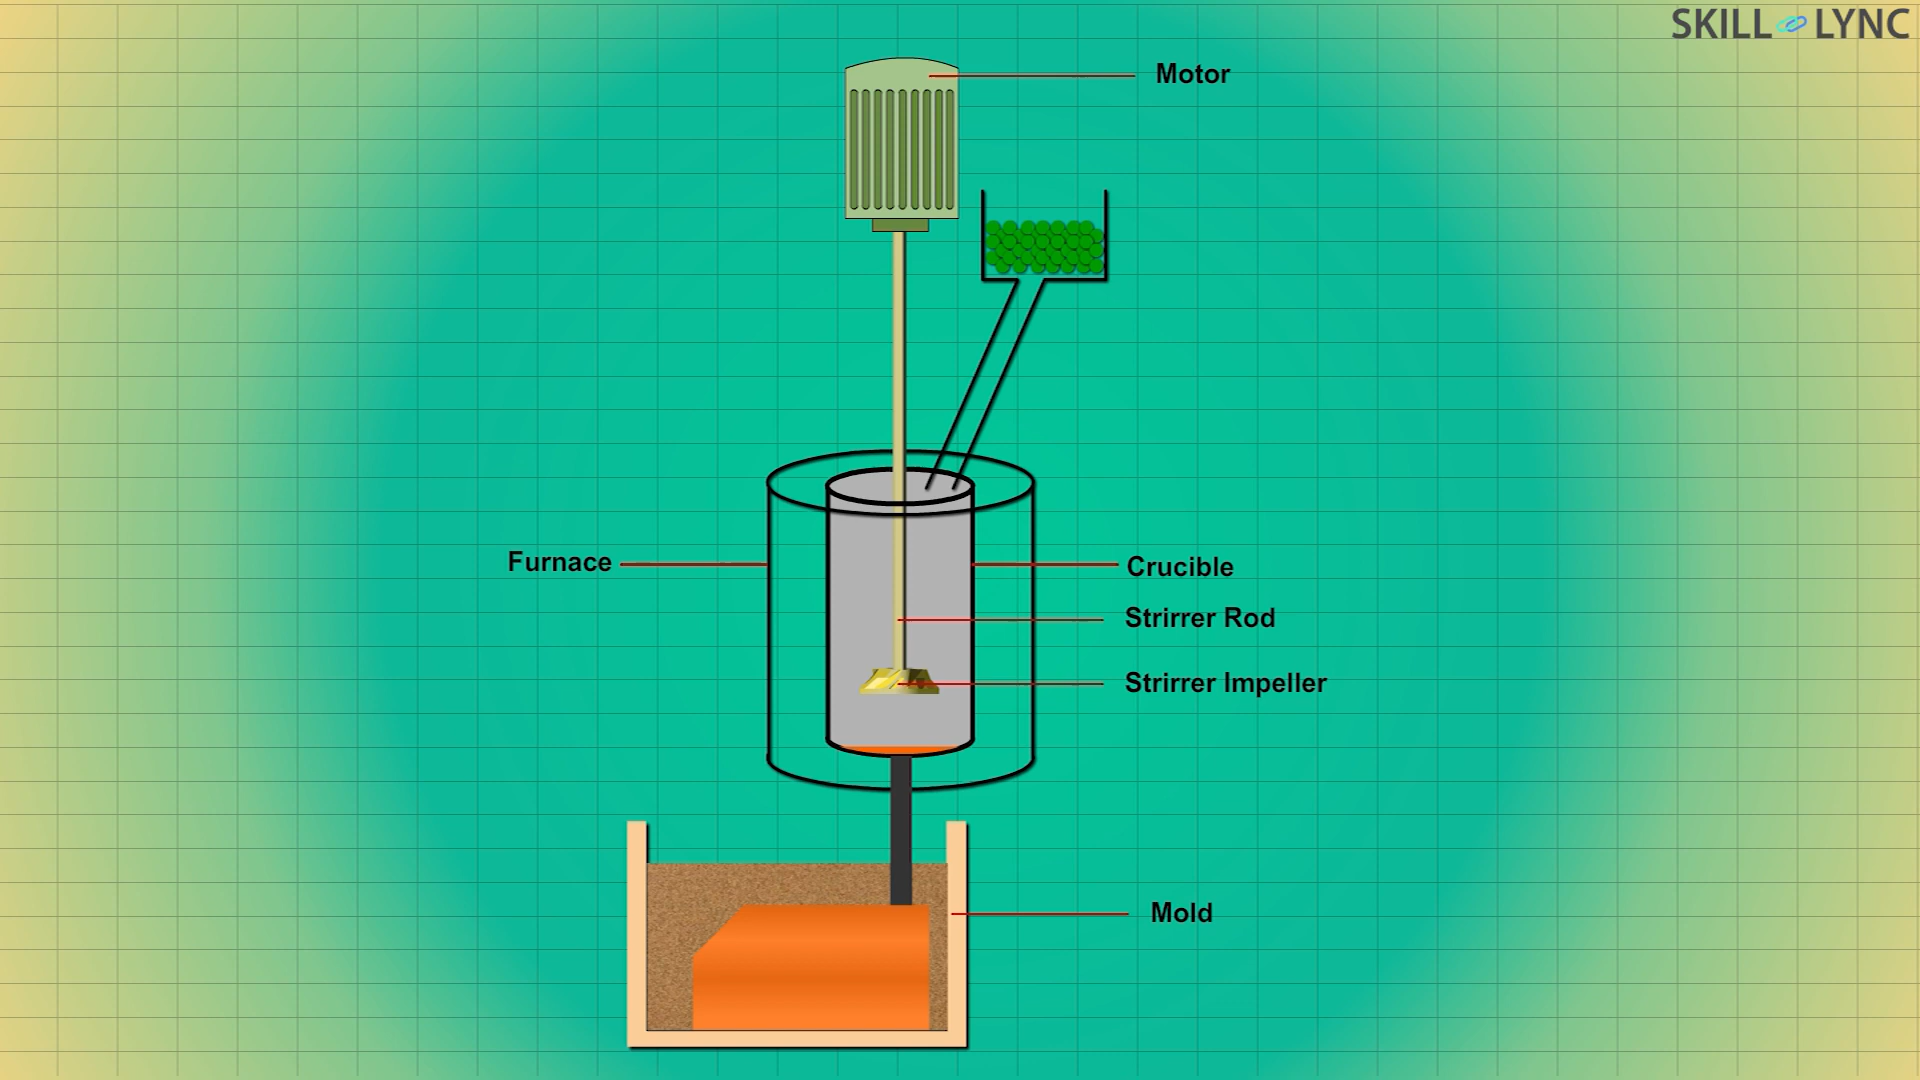 SKILL LYNC
Motor
Furnace
Crucible
Strirrer Rod
Strirrer Impeller
Mold